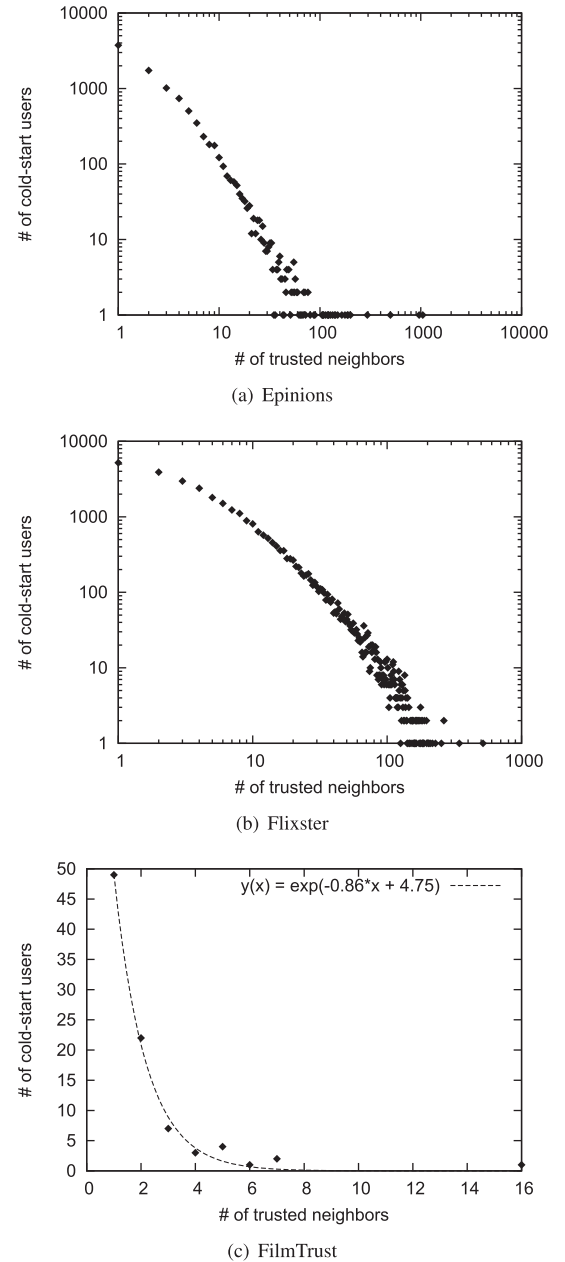 10000
1000
100
10
1
# of cold-start users
1 10 100 1000 10000
# of trusted neighbors
(a) Epinions
10000
1000
100
10
1
# of cold-start users
1 10 100 1000
# of trusted neighbors
(b) Flixster
50
45
40
35
30
25
20
15
10
5
0
# of cold-start users
y(x) = exp(-0.86*x + 4.75)
0 2 4 6 8 10 12 14 16
# of trusted neighbors
(c) FilmTrust